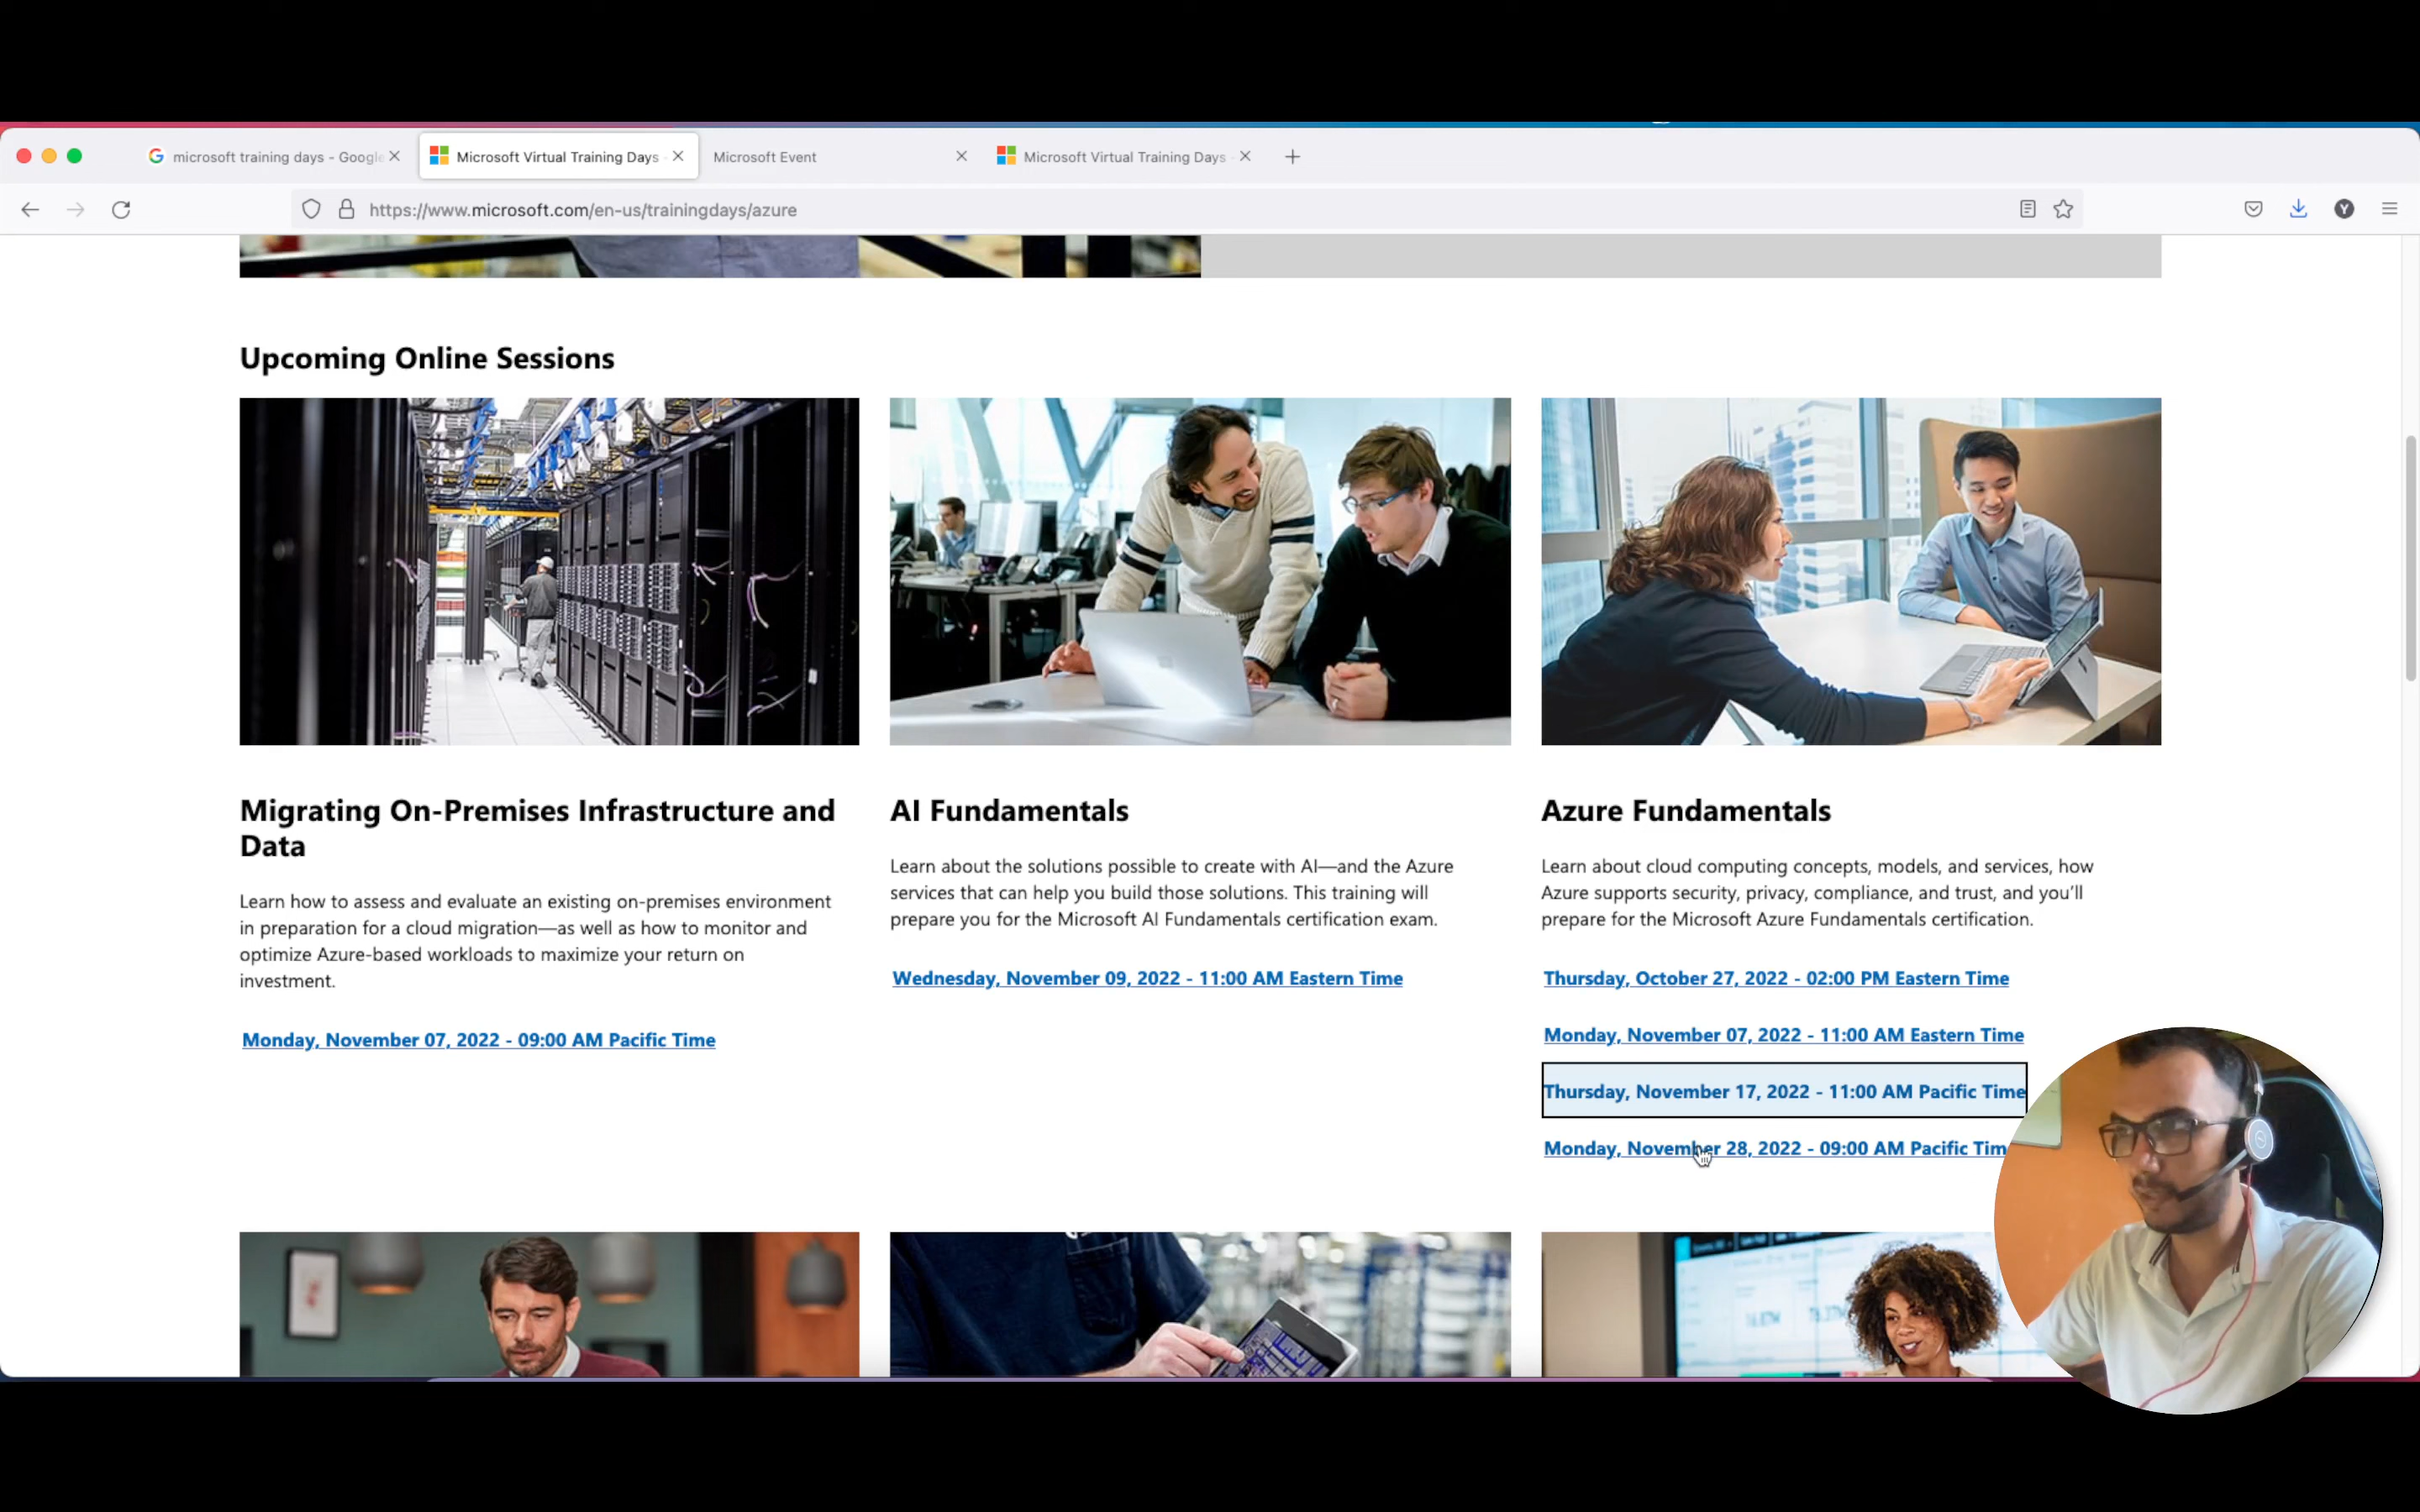 microsoft training days - Google
Microsoft Virtual Training Days
Microsoft Event
Microsoft Virtual Training Days
https://www.microsoft.com/en-us/trainingdays/azure
Y
Upcoming Online Sessions
Migrating On-Premises Infrastructure and
Data
Learn how to assess and evaluate an existing on-premises environment
in preparation for a cloud migration—as well as how to monitor and
optimize Azure-based workloads to maximize your return on
investment.
Monday, November 07, 2022 - 09:00 AM Pacific Time
AI Fundamentals
Learn about the solutions possible to create with AI—and the Azure
services that can help you build those solutions. This training will
prepare you for the Microsoft AI Fundamentals certification exam.
Wednesday, November 09, 2022 - 11:00 AM Eastern Time
Azure Fundamentals
Learn about cloud computing concepts, models, and services, how
Azure supports security, privacy, compliance, and trust, and you'll
prepare for the Microsoft Azure Fundamentals certification.
Thursday, October 27, 2022 - 02:00 PM Eastern Time
Monday, November 07, 2022 - 11:00 AM Eastern Time
Thursday, November 17, 2022 - 11:00 AM Pacific Time
Monday, November 28, 2022 - 09:00 AM Pacific Tim